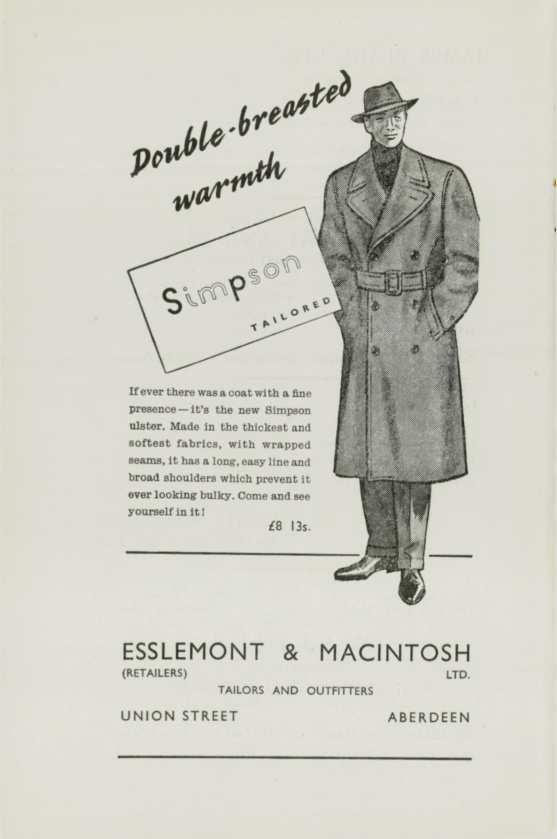 Double-breasted
warmth
Simpson
TAILORED
If ever there was a coat with a fine
presence — it's the new Simpson
ulster. Made in the thickest and
softest fabrics, with wrapped
seams, it has a long, easy line and
broad shoulders which prevent it
ever looking bulky. Come and see
yourself in it!
£8 13s.
ESSLEMONT & MACINTOSH
(RETAILERS) LTD.
TAILORS AND OUTFITTERS
UNION STREET ABERDEEN